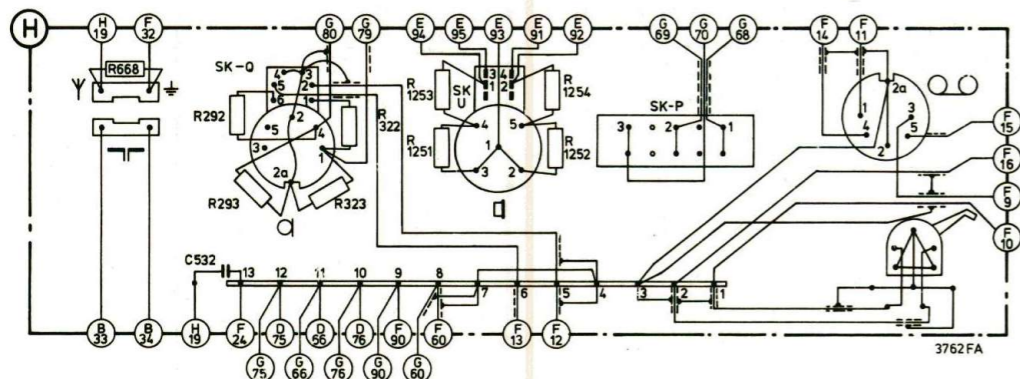 H
H 19
F 32
G 80
G 79
E 94
E 95
E 93
E 91
E 92
G 69
G 70
G 68
F 14
F 11
R668
SK-Q
4 3
5 2
6 1
R292
R 322
2
5
4
3
1
2a
R293
R323
R 1253
SK U
3 4
1 2
R 1254
4
5
R 1251
1
R 1252
3
2
SK-P
3
2
1
2a
1
3
4
5
2
F 15
F 16
F 9
F 10
C532
13
12
11
10
9
8
7
6
5
4
3
2
1
B 33
B 34
H 19
F 24
D 75
D 66
D 76
F 90
F 60
F 13
F 12
G 75
G 66
G 76
G 90
G 60
3762FA